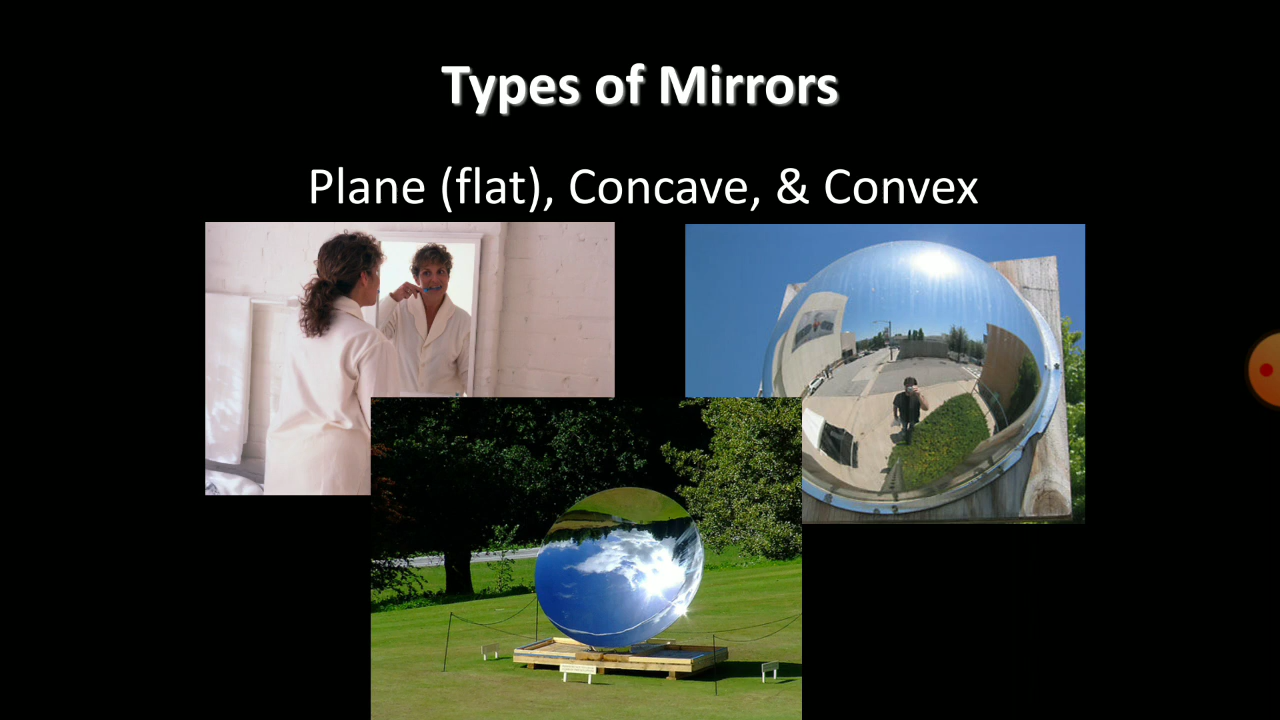 Types of Mirrors
Plane (flat), Concave, & Convex